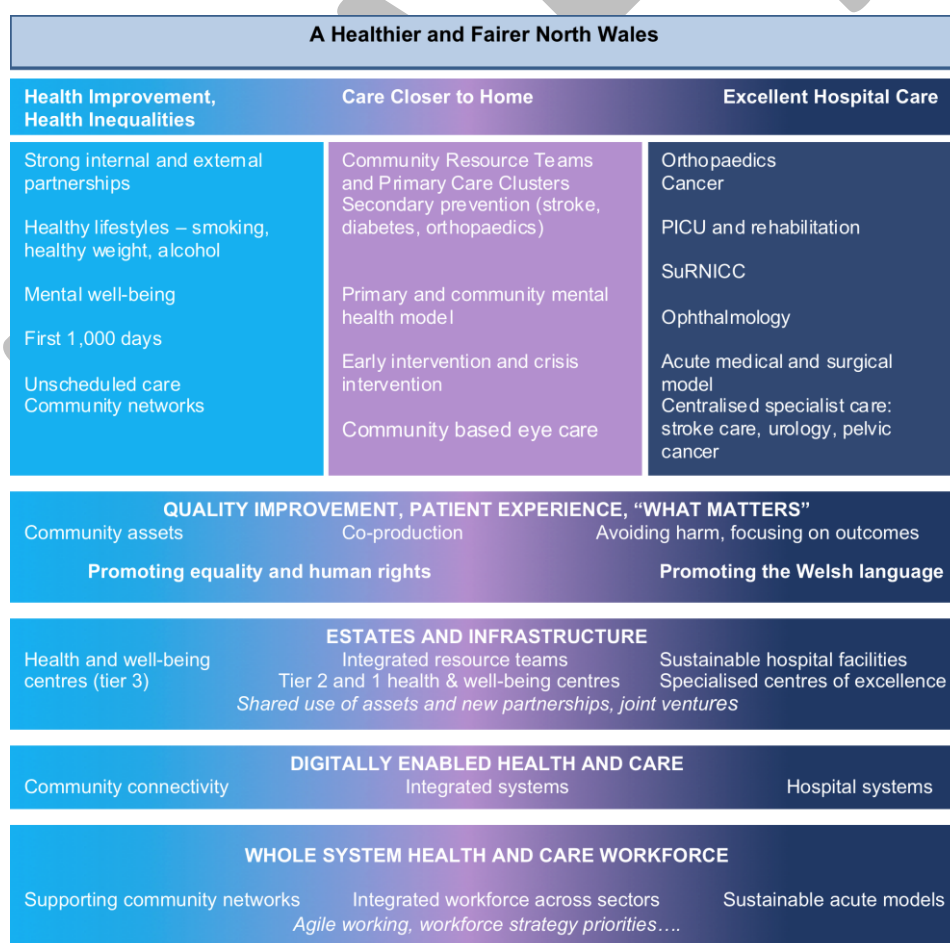 A Healthier and Fairer North Wales
Health Improvement,
Health Inequalities
Care Closer to Home
Excellent Hospital Care
Strong internal and external
partnerships
Healthy lifestyles – smoking,
healthy weight, alcohol
Mental well-being
First 1,000 days
Unscheduled care
Community networks
Community Resource Teams
and Primary Care Clusters
Secondary prevention (stroke,
diabetes, orthopaedics)
Primary and community mental
health model
Early intervention and crisis
intervention
Community based eye care
Orthopaedics
Cancer
PICU and rehabilitation
SuRNICC
Ophthalmology
Acute medical and surgical
model
Centralised specialist care:
stroke care, urology, pelvic
cancer
QUALITY IMPROVEMENT, PATIENT EXPERIENCE, “WHAT MATTERS”
Community assets Co-production Avoiding harm, focusing on outcomes
Promoting equality and human rights Promoting the Welsh language
ESTATES AND INFRASTRUCTURE
Health and well-being Integrated resource teams Sustainable hospital facilities
centres (tier 3) Tier 2 and 1 health & well-being centres Specialised centres of excellence
Shared use of assets and new partnerships, joint ventures
DIGITALLY ENABLED HEALTH AND CARE
Community connectivity Integrated systems Hospital systems
WHOLE SYSTEM HEALTH AND CARE WORKFORCE
Supporting community networks Integrated workforce across sectors Sustainable acute models
Agile working, workforce strategy priorities….